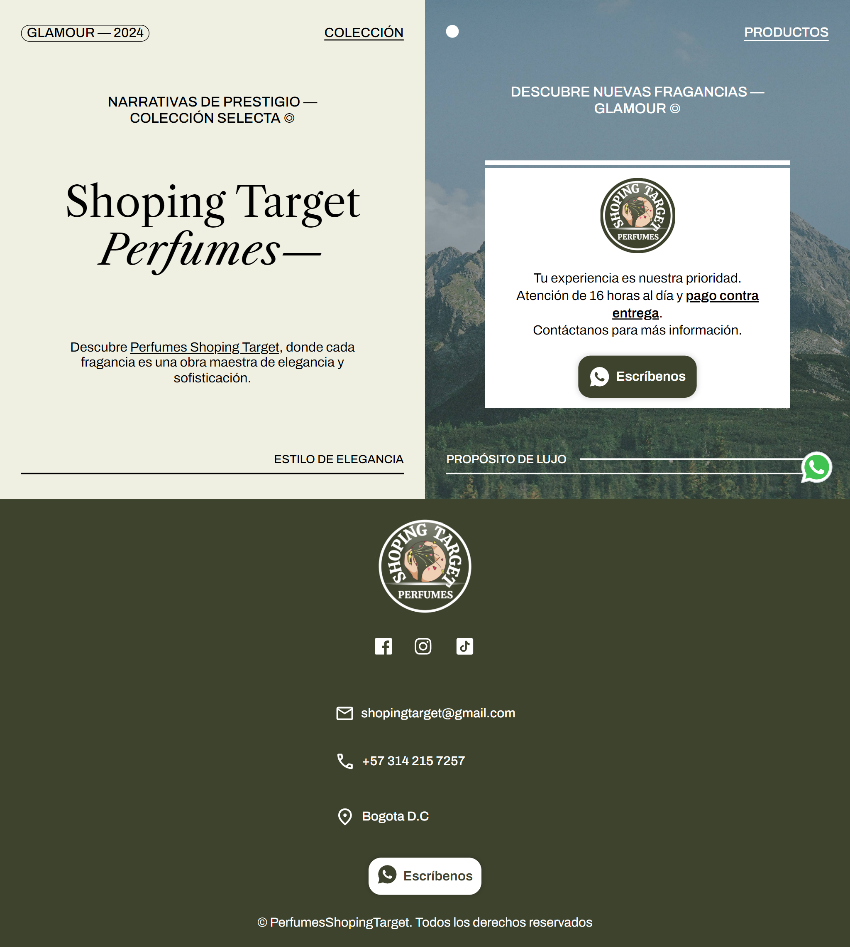 GLAMOUR — 2024
COLECCIÓN
NARRATIVAS DE PRESTIGIO —
COLECCIÓN SELECTA ©
Shoping Target
Perfumes—
Descubre Perfumes Shoping Target, donde cada
fragancia es una obra maestra de elegancia y
sofisticación.
ESTILO DE ELEGANCIA
PRODUCTOS
DESCUBRE NUEVAS FRAGANCIAS —
GLAMOUR ©
SHOPING TARGET
PERFUMES
Tu experiencia es nuestra prioridad.
Atención de 16 horas al día y pago contra
entrega.
Contáctanos para más información.
Escríbenos
PROPÓSITO DE LUJO
SHOPING TARGET
PERFUMES
shopingtarget@gmail.com
+57 314 215 7257
Bogota D.C
Escríbenos
© PerfumesShopingTarget. Todos los derechos reservados